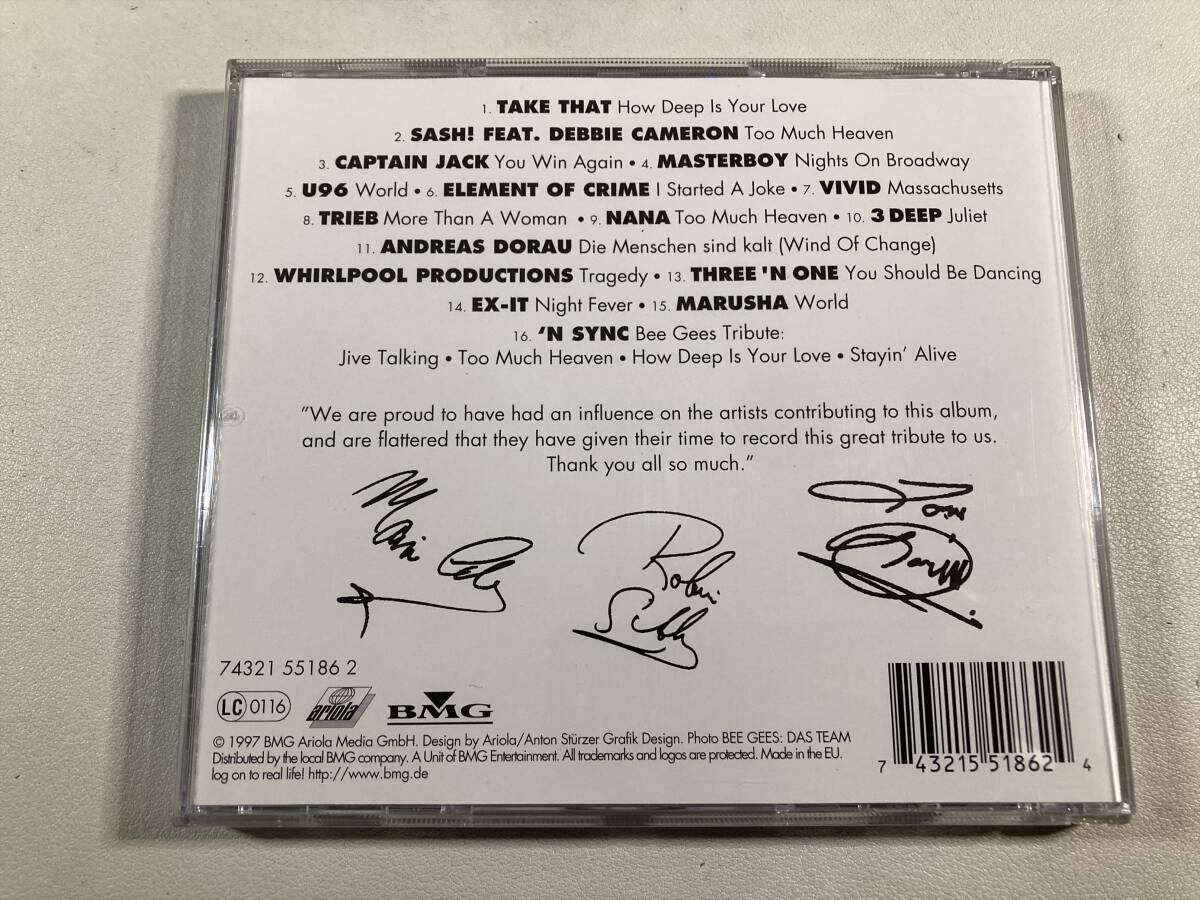 1. TAKE THAT How Deep Is Your Love
2. SASH! FEAT. DEBBIE CAMERON Too Much Heaven
3. CAPTAIN JACK You Win Again • 4. MASTERBOY Nights On Broadway
5. U96 World • 6. ELEMENT OF CRIME I Started A Joke • 7. VIVID Massachusetts
8. TRIEB More Than A Woman • 9. NANA Too Much Heaven • 10. 3 DEEP Juliet
11. ANDREAS DORAU Die Menschen sind kalt (Wind Of Change)
12. WHIRLPOOL PRODUCTIONS Tragedy • 13. THREE 'N ONE You Should Be Dancing
14. EX-IT Night Fever • 15. MARUSHA World
16. 'N SYNC Bee Gees Tribute:
Jive Talking • Too Much Heaven • How Deep Is Your Love • Stayin' Alive
"We are proud to have had an influence on the artists contributing to this album,
and are flattered that they have given their time to record this great tribute to us.
Thank you all so much."
Robin
74321 55186 2
LC 0116 ariola BMG
© 1997 BMG Ariola Media GmbH. Design by Ariola/Anton Stürzer Grafik Design. Photo BEE GEES: DAS TEAM
Distributed by the local BMG company. A Unit of BMG Entertainment. All trademarks and logos are protected. Made in the EU.
log on to real life! http://www.bmg.de
7 43215 51862 4